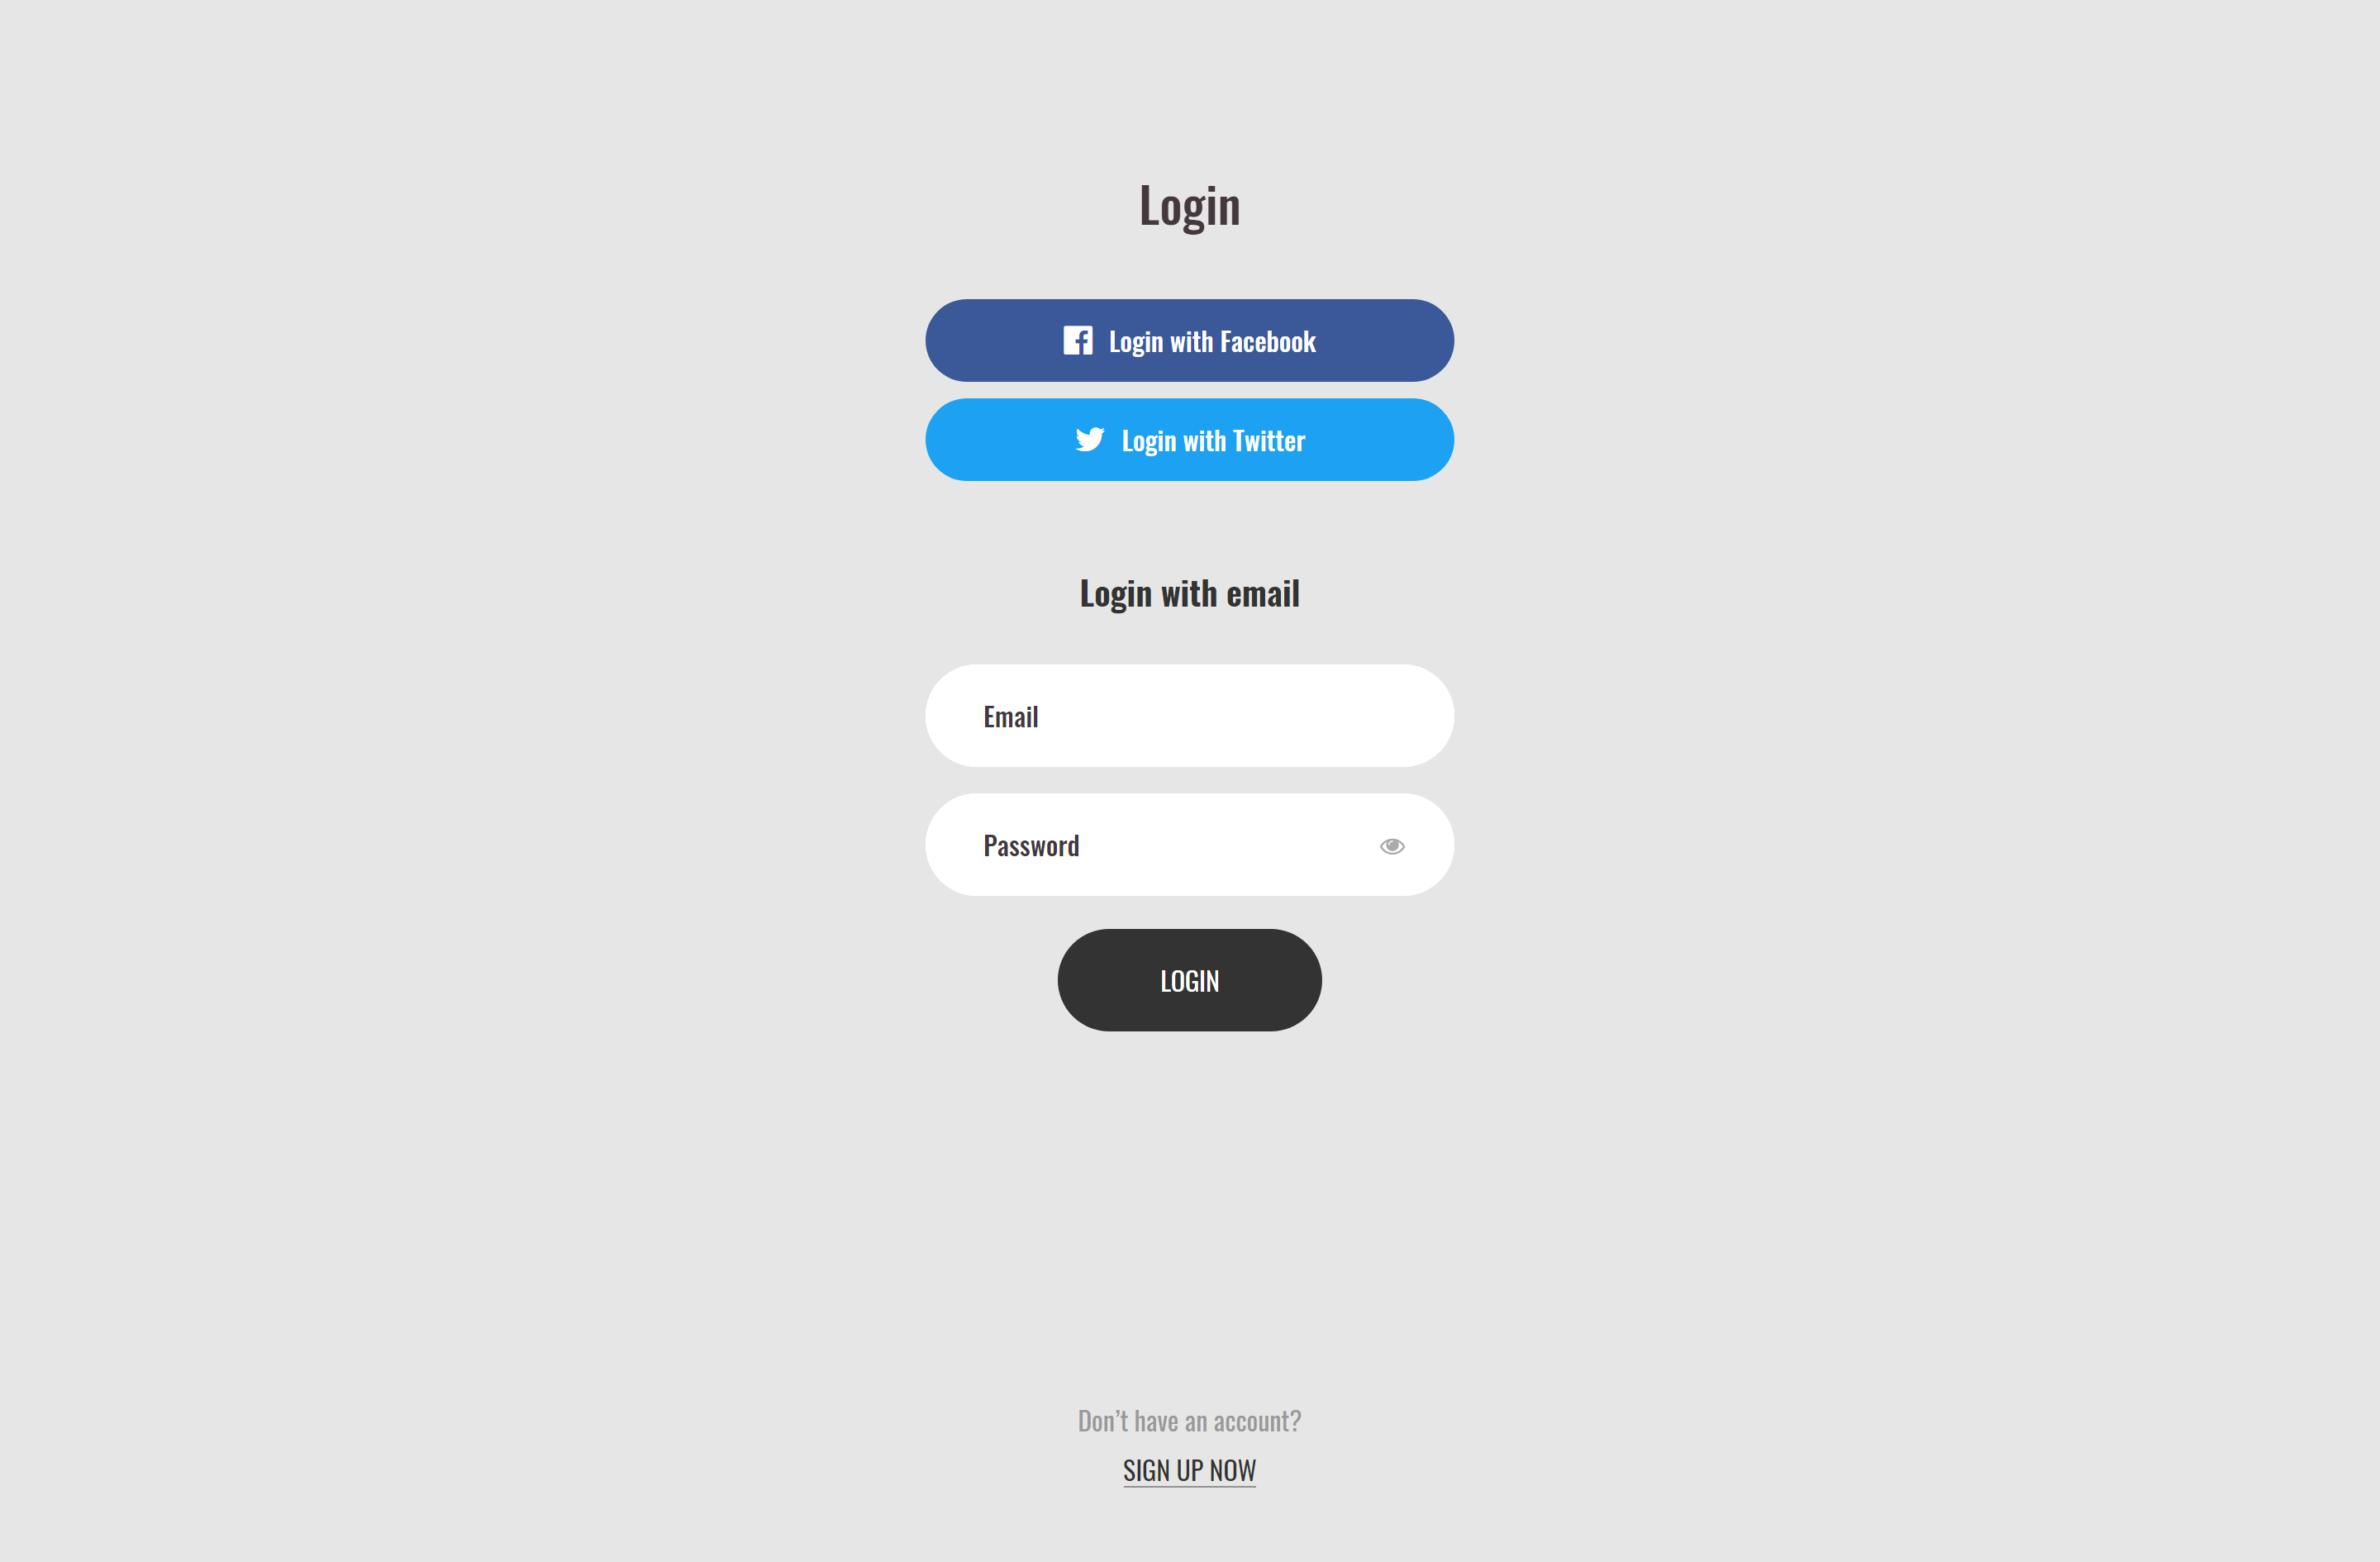 Login
Login with Facebook
Login with Twitter
Login with email
Email
Password
LOGIN
Don’t have an account?
SIGN UP NOW